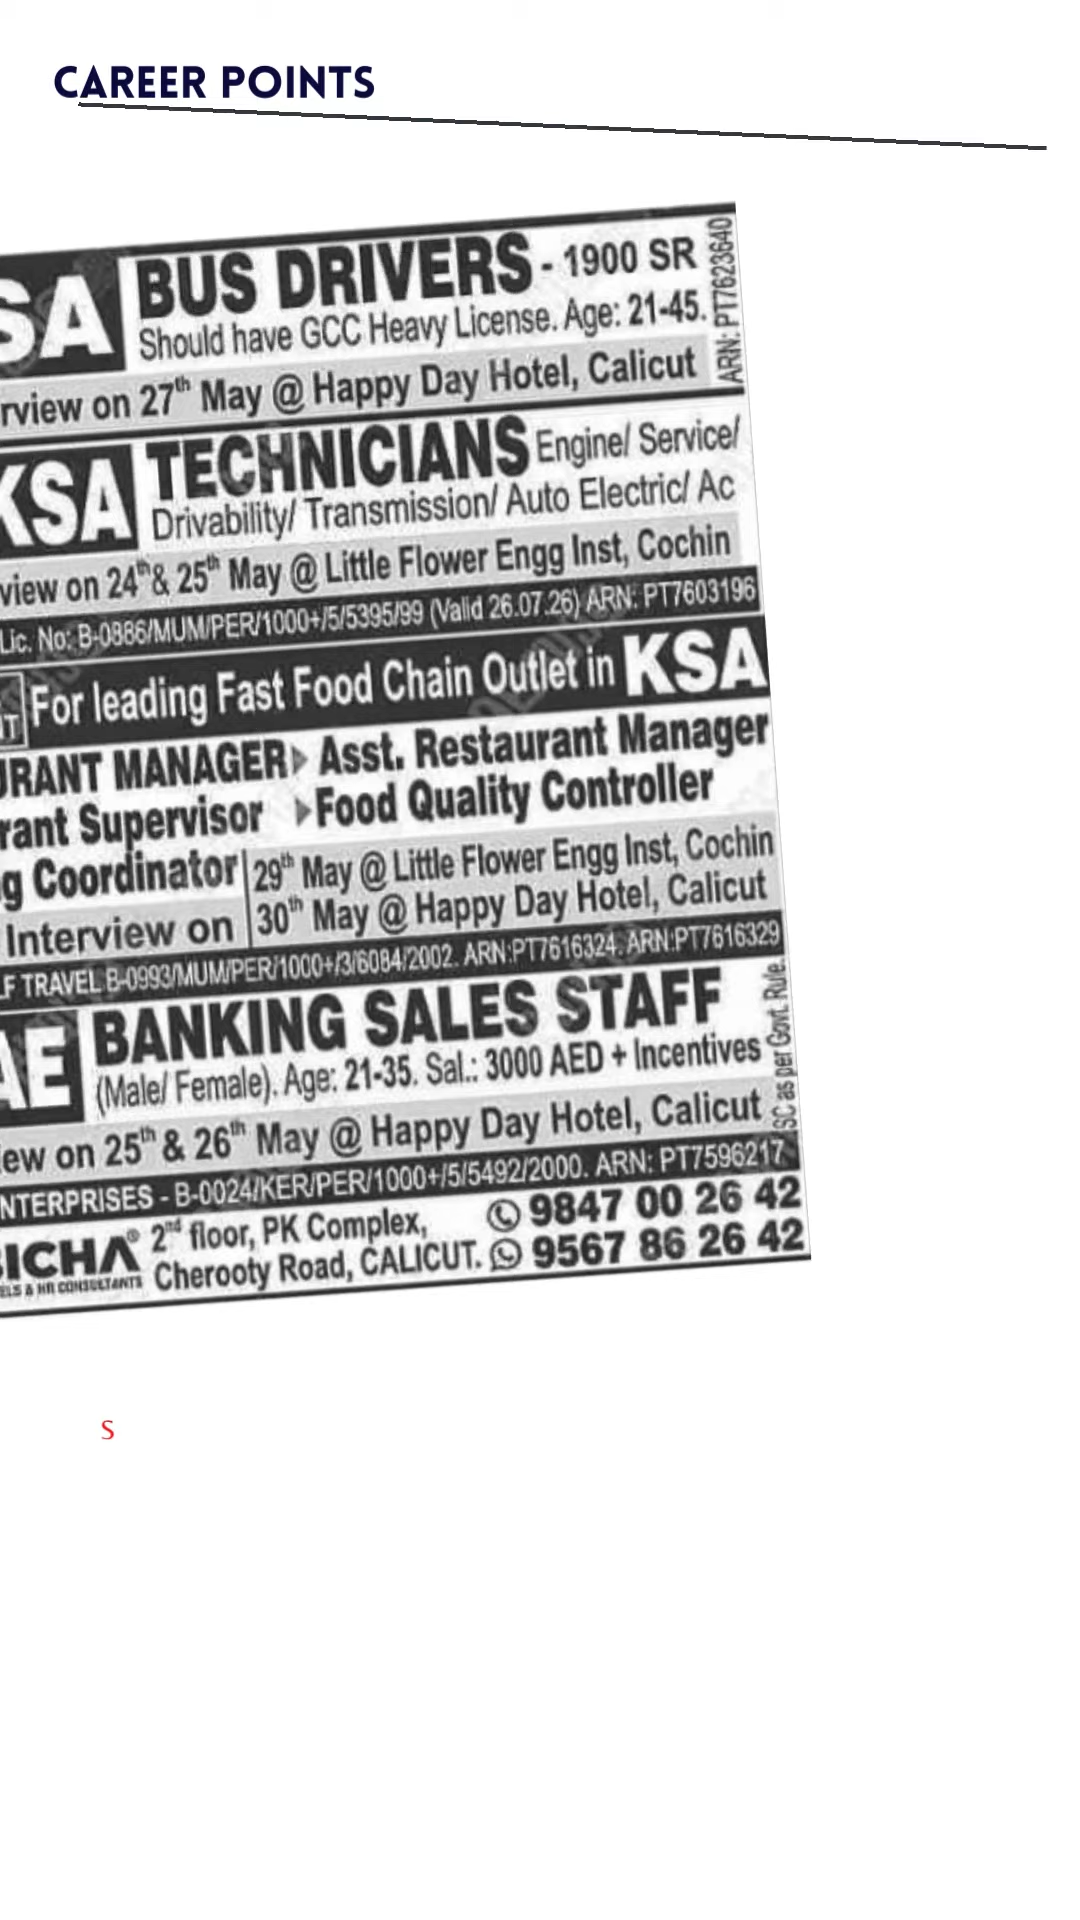 CAREER POINTS
SA BUS DRIVERS - 1900 SR
Should have GCC Heavy License. Age: 21-45.
ARN: PT7623640
rview on 27th May @ Happy Day Hotel, Calicut
KSA TECHNICIANS Engine/ Service/
Drivability/ Transmission/ Auto Electric/ Ac
view on 24th & 25th May @ Little Flower Engg Inst, Cochin
Lic. No: B-0886/MUM/PER/1000+/5/5395/99 (Valid 26.07.26) ARN: PT7603196
IT For leading Fast Food Chain Outlet in KSA
URANT MANAGER Asst. Restaurant Manager
rant Supervisor Food Quality Controller
g Coordinator 29th May @ Little Flower Engg Inst, Cochin
Interview on 30th May @ Happy Day Hotel, Calicut
LF TRAVEL B-0993/MUM/PER/1000+/3/6084/2002. ARN:PT7616324. ARN:PT7616329
AE BANKING SALES STAFF
(Male/ Female). Age: 21-35. Sal.: 3000 AED + Incentives
SC as per Govt. Rule.
iew on 25th & 26th May @ Happy Day Hotel, Calicut
NTERPRISES - B-0024/KER/PER/1000+/5/5492/2000. ARN: PT7596217
BICHA® 2nd floor, PK Complex, 9847 00 26 42
ELS & HR CONSULTANTS Cherooty Road, CALICUT. 9567 86 26 42
S